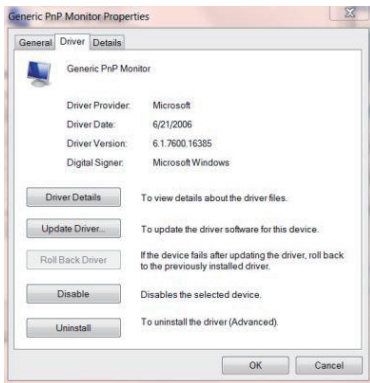 Generic PnP Monitor Properties
General Driver Details
Generic PnP Monitor
Driver Provider: Microsoft
Driver Date: 6/21/2006
Driver Version: 6.1.7600.16385
Digital Signer: Microsoft Windows
Driver Details To view details about the driver files.
Update Driver... To update the driver software for this device.
Roll Back Driver If the device fails after updating the driver, roll back
to the previously installed driver.
Disable Disables the selected device.
Uninstall To uninstall the driver (Advanced).
OK Cancel